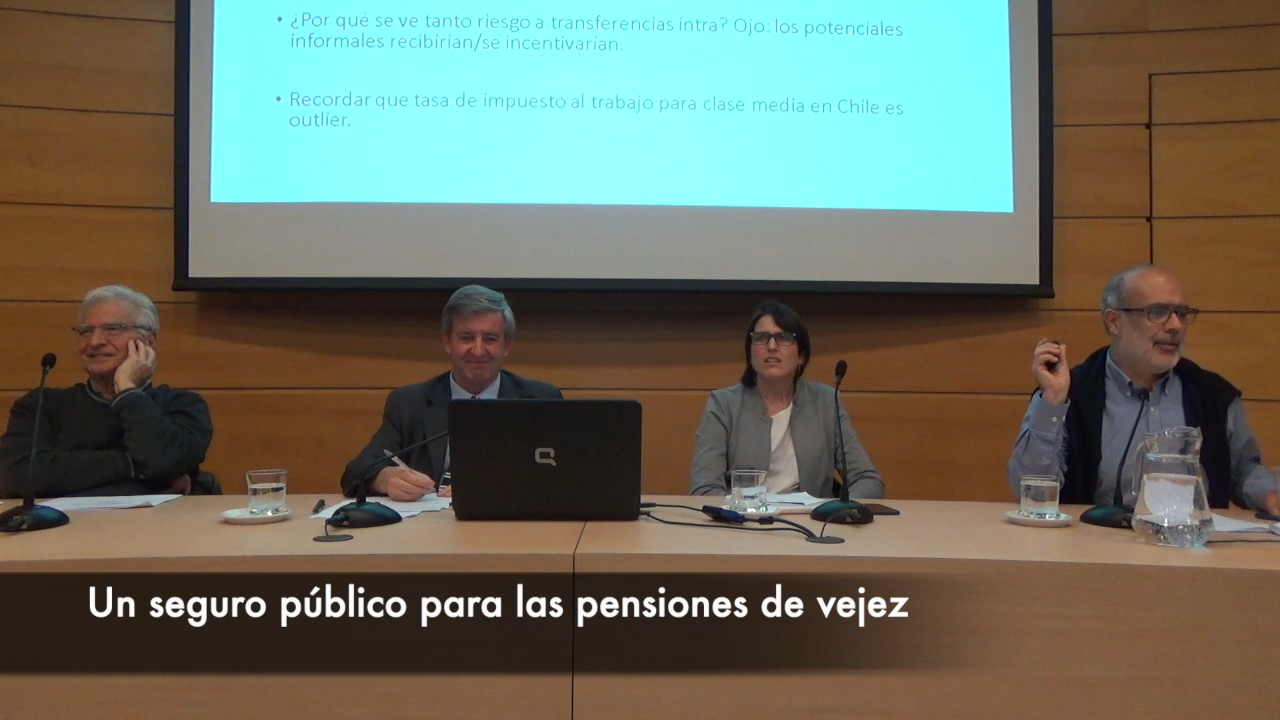 • ¿Por qué se ve tanto riesgo a transferencias intra? Ojo: los potenciales
informales recibirían/se incentivarían.
• Recordar que tasa de impuesto al trabajo para clase media en Chile es
outlier.
Un seguro público para las pensiones de vejez